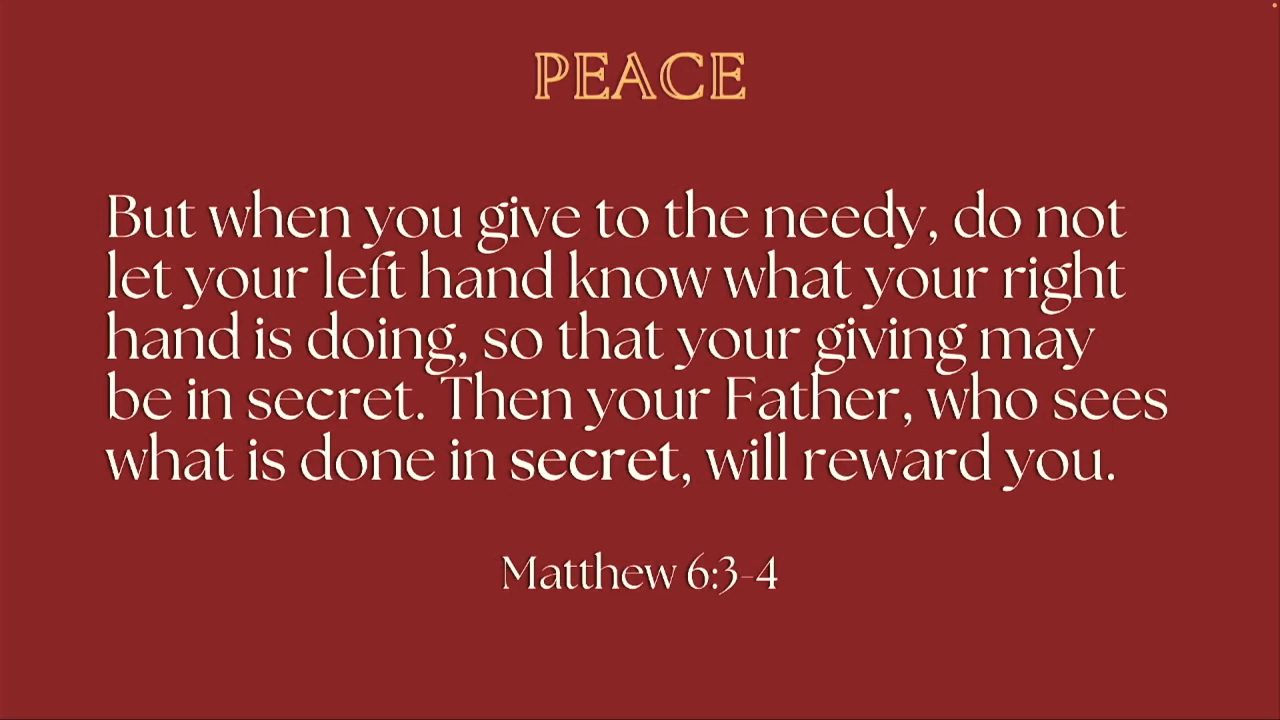 PEACE
But when you give to the needy, do not
let your left hand know what your right
hand is doing, so that your giving may
be in secret. Then your Father, who sees
what is done in secret, will reward you.
Matthew 6:3-4